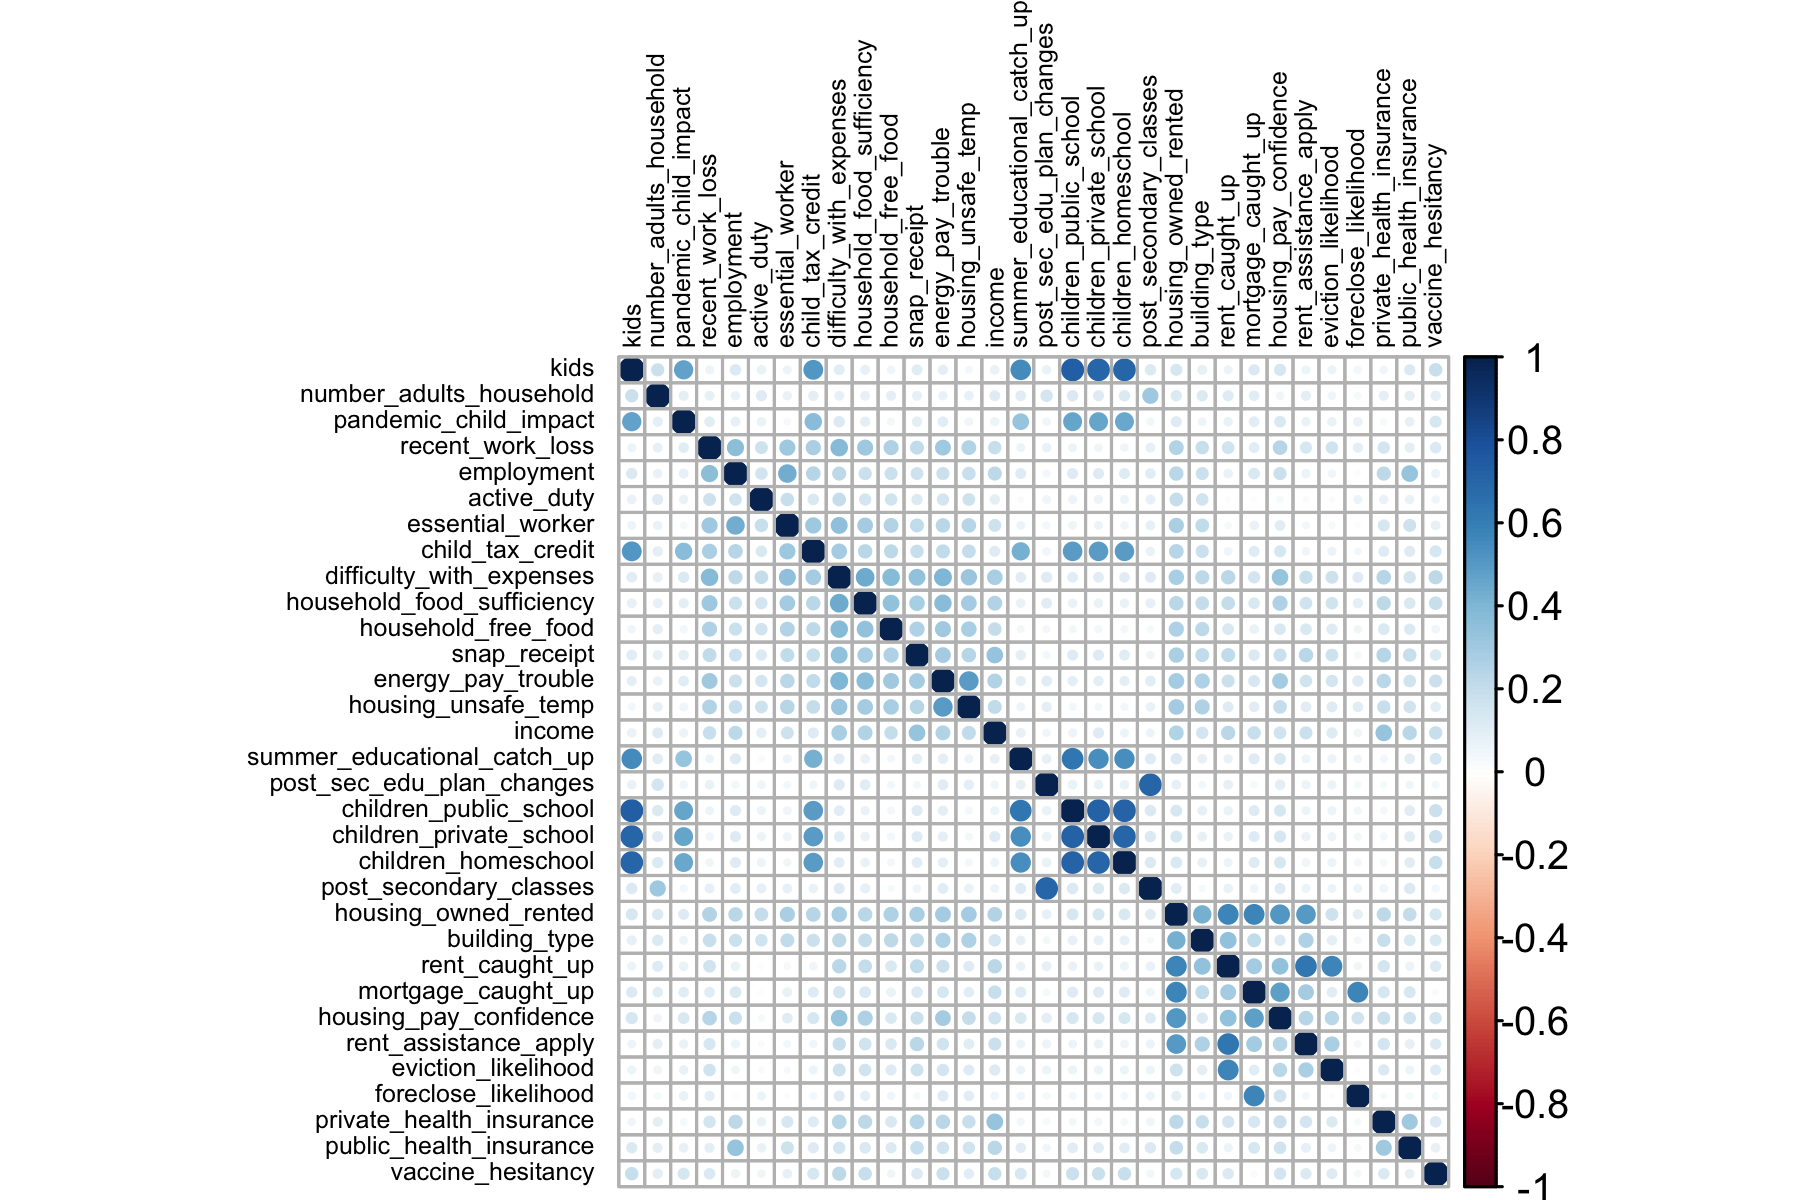 kids
number_adults_household
pandemic_child_impact
recent_work_loss
employment
active_duty
essential_worker
child_tax_credit
difficulty_with_expenses
household_food_sufficiency
household_free_food
snap_receipt
energy_pay_trouble
housing_unsafe_temp
income
summer_educational_catch_up
post_sec_edu_plan_changes
children_public_school
children_private_school
children_homeschool
post_secondary_classes
housing_owned_rented
building_type
rent_caught_up
mortgage_caught_up
housing_pay_confidence
rent_assistance_apply
eviction_likelihood
foreclose_likelihood
private_health_insurance
public_health_insurance
vaccine_hesitancy
kids
number_adults_household
pandemic_child_impact
recent_work_loss
employment
active_duty
essential_worker
child_tax_credit
difficulty_with_expenses
household_food_sufficiency
household_free_food
snap_receipt
energy_pay_trouble
housing_unsafe_temp
income
summer_educational_catch_up
post_sec_edu_plan_changes
children_public_school
children_private_school
children_homeschool
post_secondary_classes
housing_owned_rented
building_type
rent_caught_up
mortgage_caught_up
housing_pay_confidence
rent_assistance_apply
eviction_likelihood
foreclose_likelihood
private_health_insurance
public_health_insurance
vaccine_hesitancy
1
0.8
0.6
0.4
0.2
0
-0.2
-0.4
-0.6
-0.8
-1